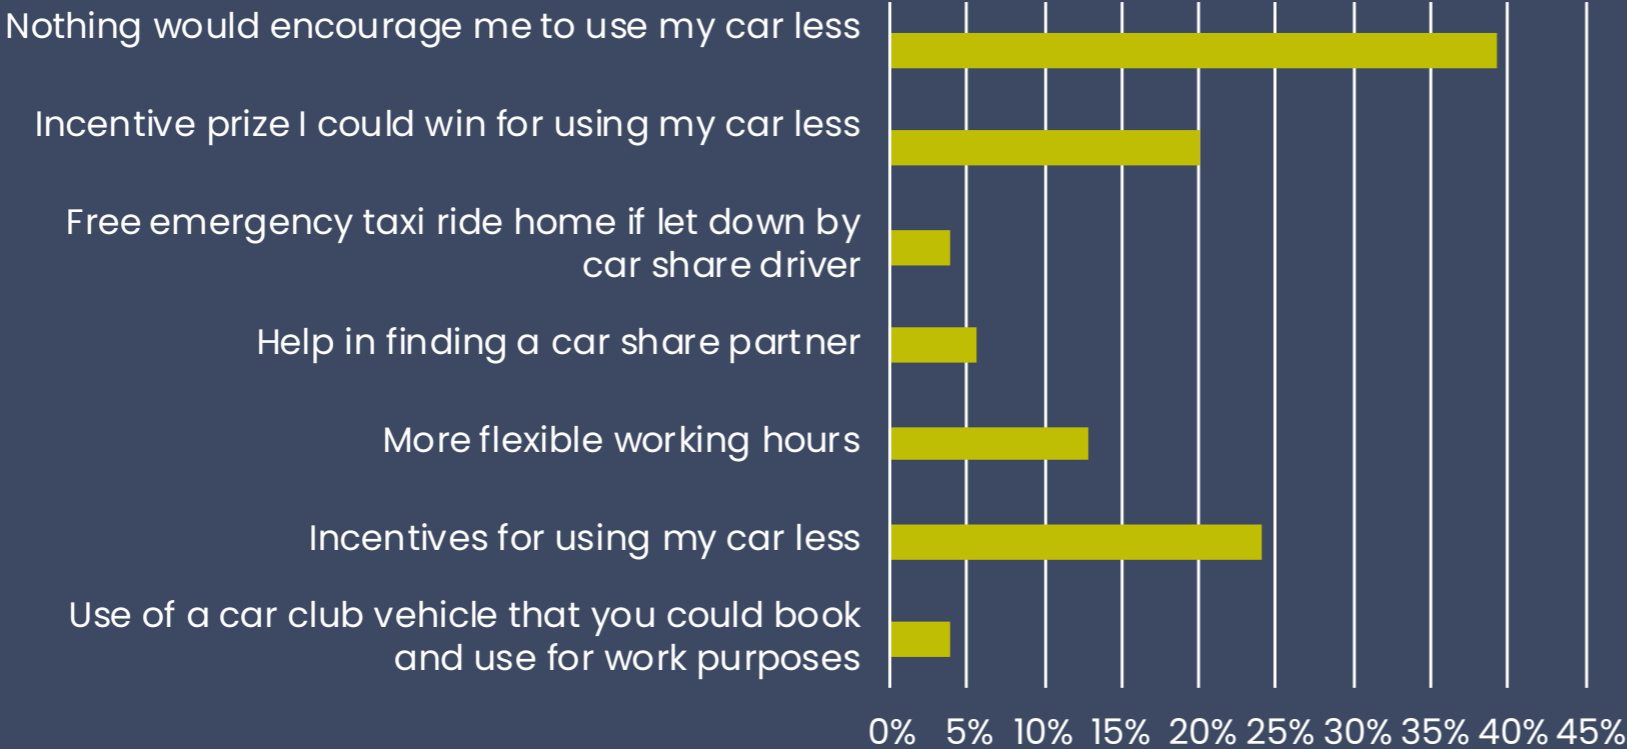 Nothing would encourage me to use my car less
Incentive prize I could win for using my car less
Free emergency taxi ride home if let down by
car share driver
Help in finding a car share partner
More flexible working hours
Incentives for using my car less
Use of a car club vehicle that you could book
and use for work purposes
0% 5% 10% 15% 20% 25% 30% 35% 40% 45%